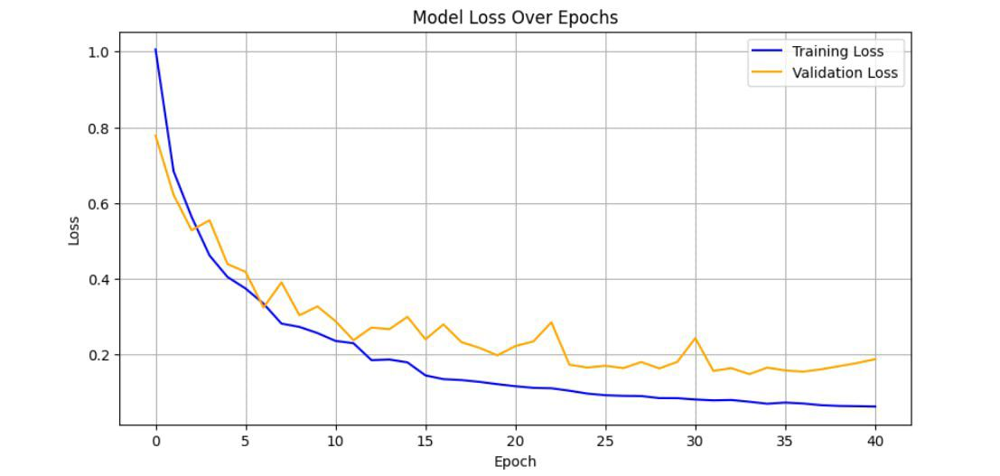 Model Loss Over Epochs
Training Loss
Validation Loss
1.0
0.8
0.6
0.4
0.2
Loss
0
5
10
15
20
25
30
35
40
Epoch